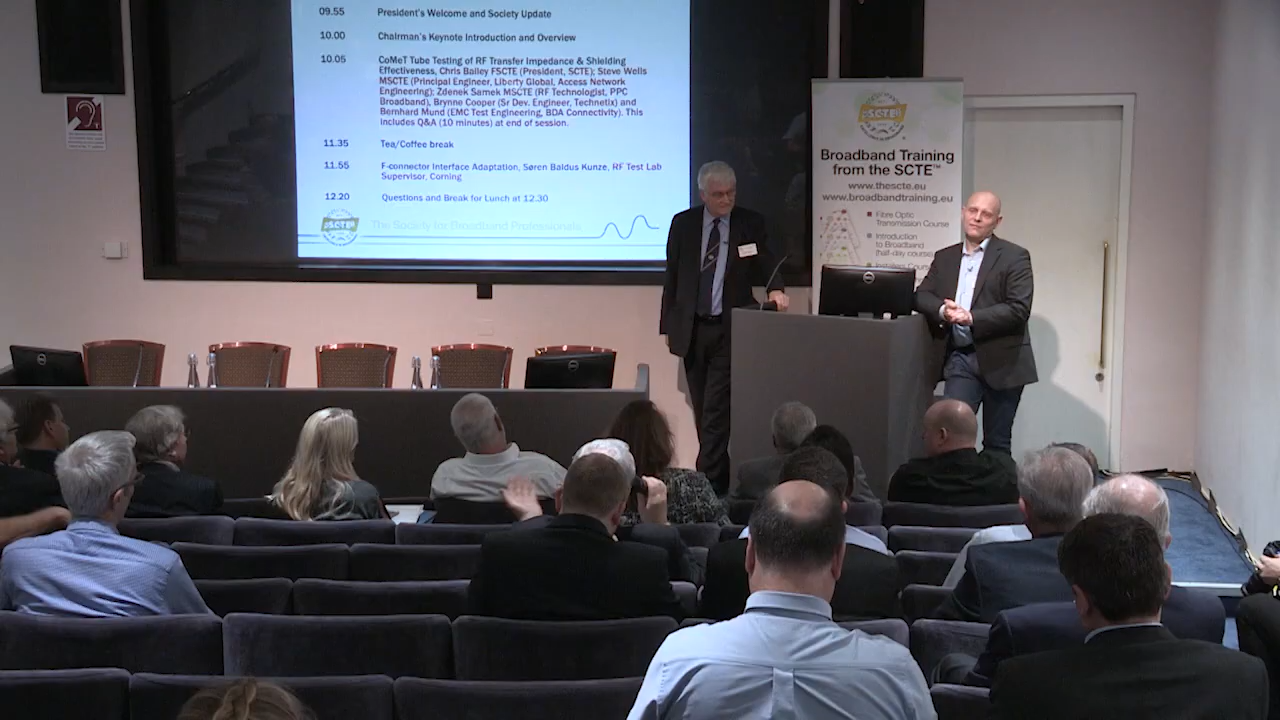 09.55 President's Welcome and Society Update
10.00 Chairman's Keynote Introduction and Overview
10.05 CoMeT Tube Testing of RF Transfer Impedance & Shielding
Effectiveness, Chris Bailey FSCTE (President, SCTE); Steve Wells
MSCTE (Principal Engineer, Liberty Global, Access Network
Engineering); Zdenek Samek MSCTE (RF Technologist, PPC
Broadband), Brynne Cooper (Sr Dev. Engineer, Technetix) and
Bernhard Mund (EMC Test Engineering, BDA Connectivity). This
includes Q&A (10 minutes) at end of session.
11.35 Tea/Coffee break
11.55 F-connector Interface Adaptation, Søren Baldus Kunze, RF Test Lab
Supervisor, Corning
12.20 Questions and Break for Lunch at 12.30
SCTE
The Society for Broadband Professionals
SCTE
Broadband Training
from the SCTE™
www.thescte.eu
www.broadbandtraining.eu
Fibre Optic
Transmission Course
Introduction
to Broadband
(half-day course)
DELL